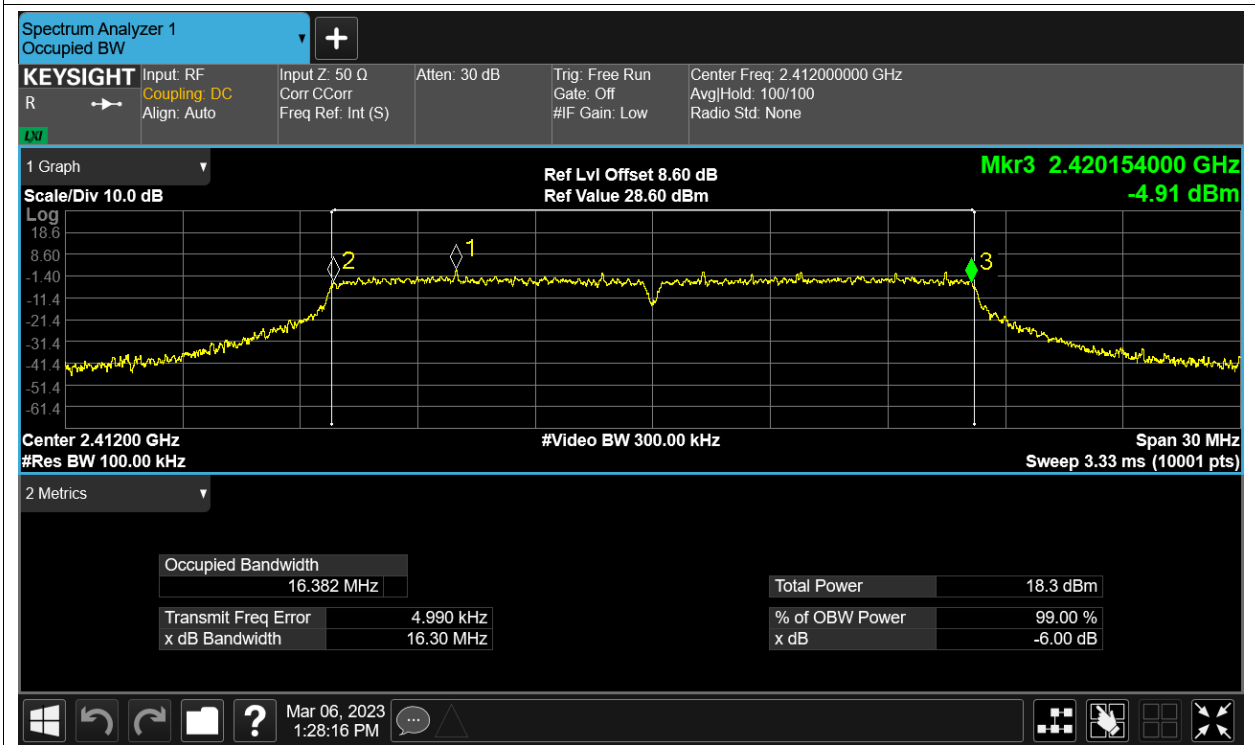 Spectrum Analyzer 1
Occupied BW
KEYSIGHT
R
LXI
Input: RF
Coupling: DC
Align: Auto
Input Z: 50 Ω
Corr CCorr
Freq Ref: Int (S)
Atten: 30 dB
Trig: Free Run
Gate: Off
#IF Gain: Low
Center Freq: 2.412000000 GHz
Avg|Hold: 100/100
Radio Std: None
1 Graph
Scale/Div 10.0 dB
Ref Lvl Offset 8.60 dB
Ref Value 28.60 dBm
Mkr3 2.420154000 GHz
-4.91 dBm
Log
18.6
8.60
-1.40
-11.4
-21.4
-31.4
-41.4
-51.4
-61.4
2
1
3
Center 2.41200 GHz
#Res BW 100.00 kHz
#Video BW 300.00 kHz
Span 30 MHz
Sweep 3.33 ms (10001 pts)
2 Metrics
Occupied Bandwidth
16.382 MHz
Transmit Freq Error 4.990 kHz
x dB Bandwidth 16.30 MHz
Total Power 18.3 dBm
% of OBW Power 99.00 %
x dB -6.00 dB
?
Mar 06, 2023
1:28:16 PM